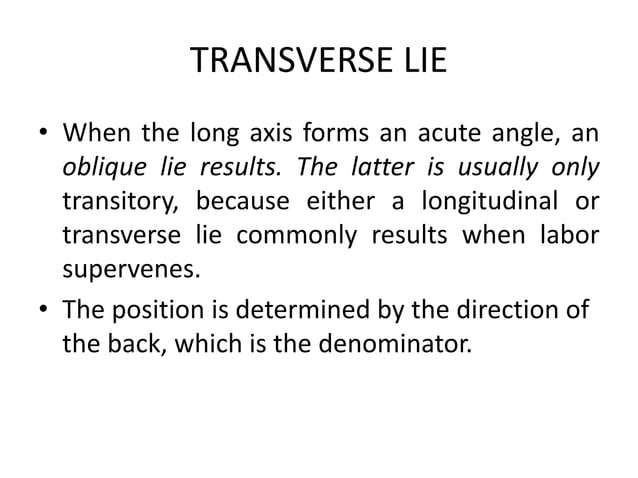 TRANSVERSE LIE
• When the long axis forms an acute angle, an
oblique lie results. The latter is usually only
transitory, because either a longitudinal or
transverse lie commonly results when labor
supervenes.
• The position is determined by the direction of
the back, which is the denominator.